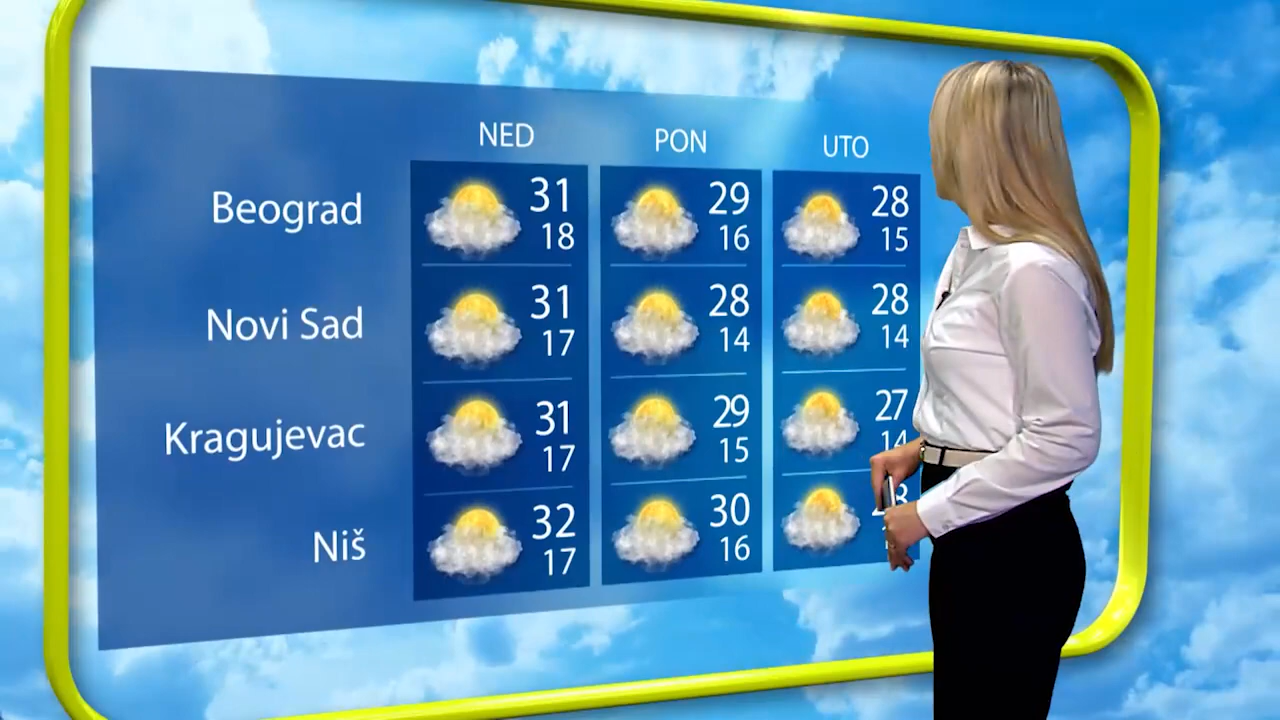 NED PON UTO
Beograd 31 29 28
18 16 15
Novi Sad 31 28 28
17 14 14
Kragujevac 31 29 27
17 15 14
Niš 32 30
17 16